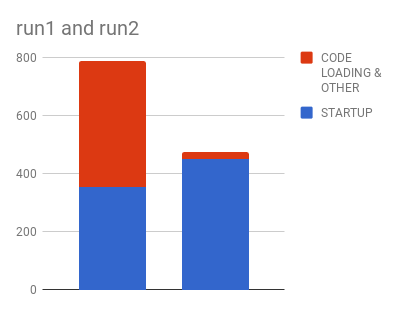 run1 and run2
800
600
400
200
0
CODE
LOADING &
OTHER
STARTUP